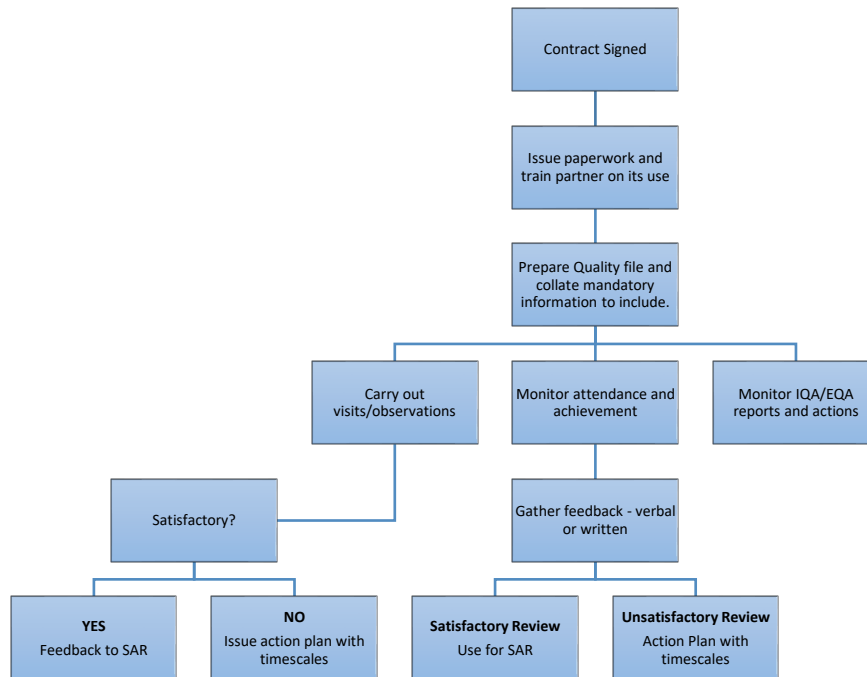 Contract Signed
Issue paperwork and
train partner on its use
Prepare Quality file and
collate mandatory
information to include.
Carry out
visits/observations
Monitor attendance and
achievement
Monitor IQA/EQA
reports and actions
Satisfactory?
Gather feedback - verbal
or written
YES
Feedback to SAR
NO
Issue action plan with
timescales
Satisfactory Review
Use for SAR
Unsatisfactory Review
Action Plan with
timescales